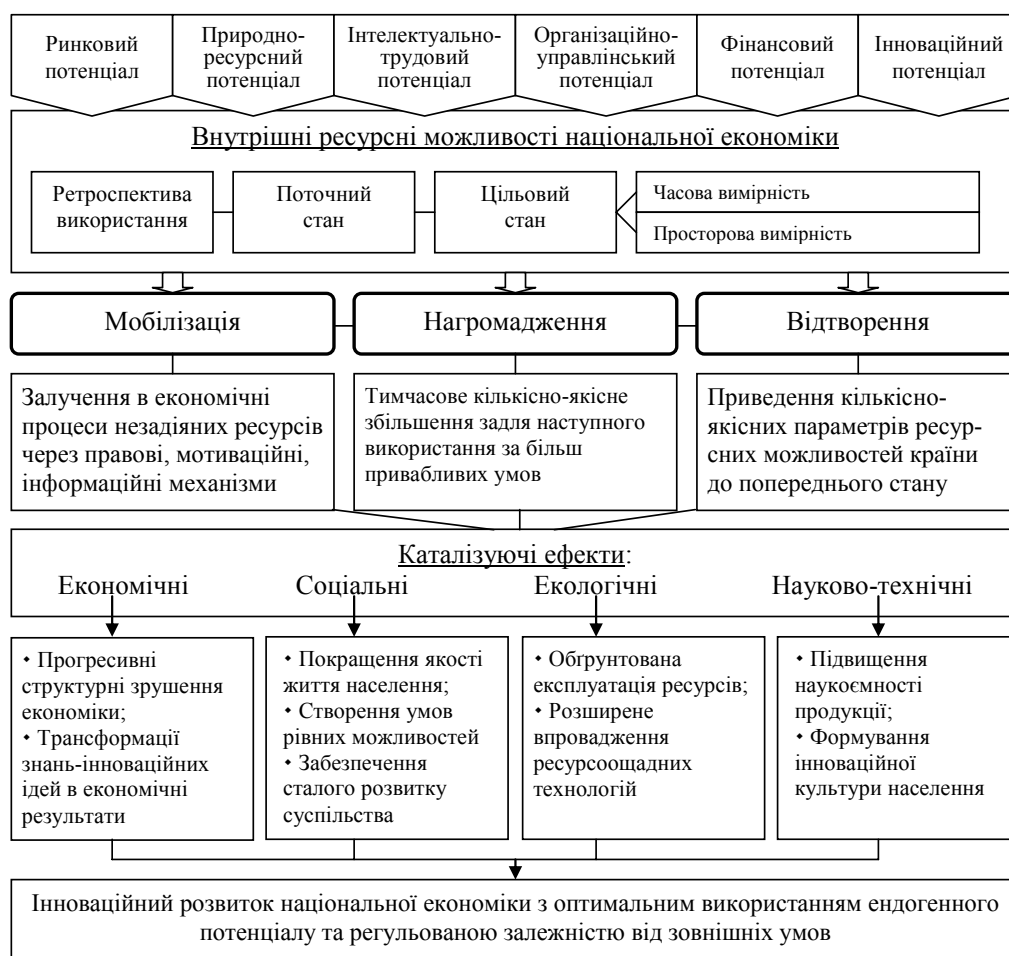 Ринковий
потенціал
Природно-
ресурсний
потенціал
Інтелектуально-
трудовий
потенціал
Організаційно-
управлінський
потенціал
Фінансовий
потенціал
Інноваційний
потенціал
Внутрішні ресурсні можливості національної економіки
Ретроспектива
використання
Поточний
стан
Цільовий
стан
Часова вимірність
Просторова вимірність
Мобілізація
Нагромадження
Відтворення
Залучення в економічні
процеси незадіяних ресурсів
через правові, мотиваційні,
інформаційні механізми
Тимчасове кількісно-якісне
збільшення задля наступного
використання за більш
привабливих умов
Приведення кількісно-
якісних параметрів ресур-
сних можливостей країни
до попереднього стану
Каталізуючі ефекти:
Економічні
Соціальні
Екологічні
Науково-технічні
• Прогресивні
структурні зрушення
економіки;
• Трансформації
знань-інноваційних
ідей в економічні
результати
• Покращення якості
життя населення;
• Створення умов
рівних можливостей
• Забезпечення
сталого розвитку
суспільства
• Обґрунтована
експлуатація ресурсів;
• Розширене
впровадження
ресурсоощадних
технологій
• Підвищення
наукоємності
продукції;
• Формування
інноваційної
культури населення
Інноваційний розвиток національної економіки з оптимальним використанням ендогенного
потенціалу та регульованою залежністю від зовнішніх умов